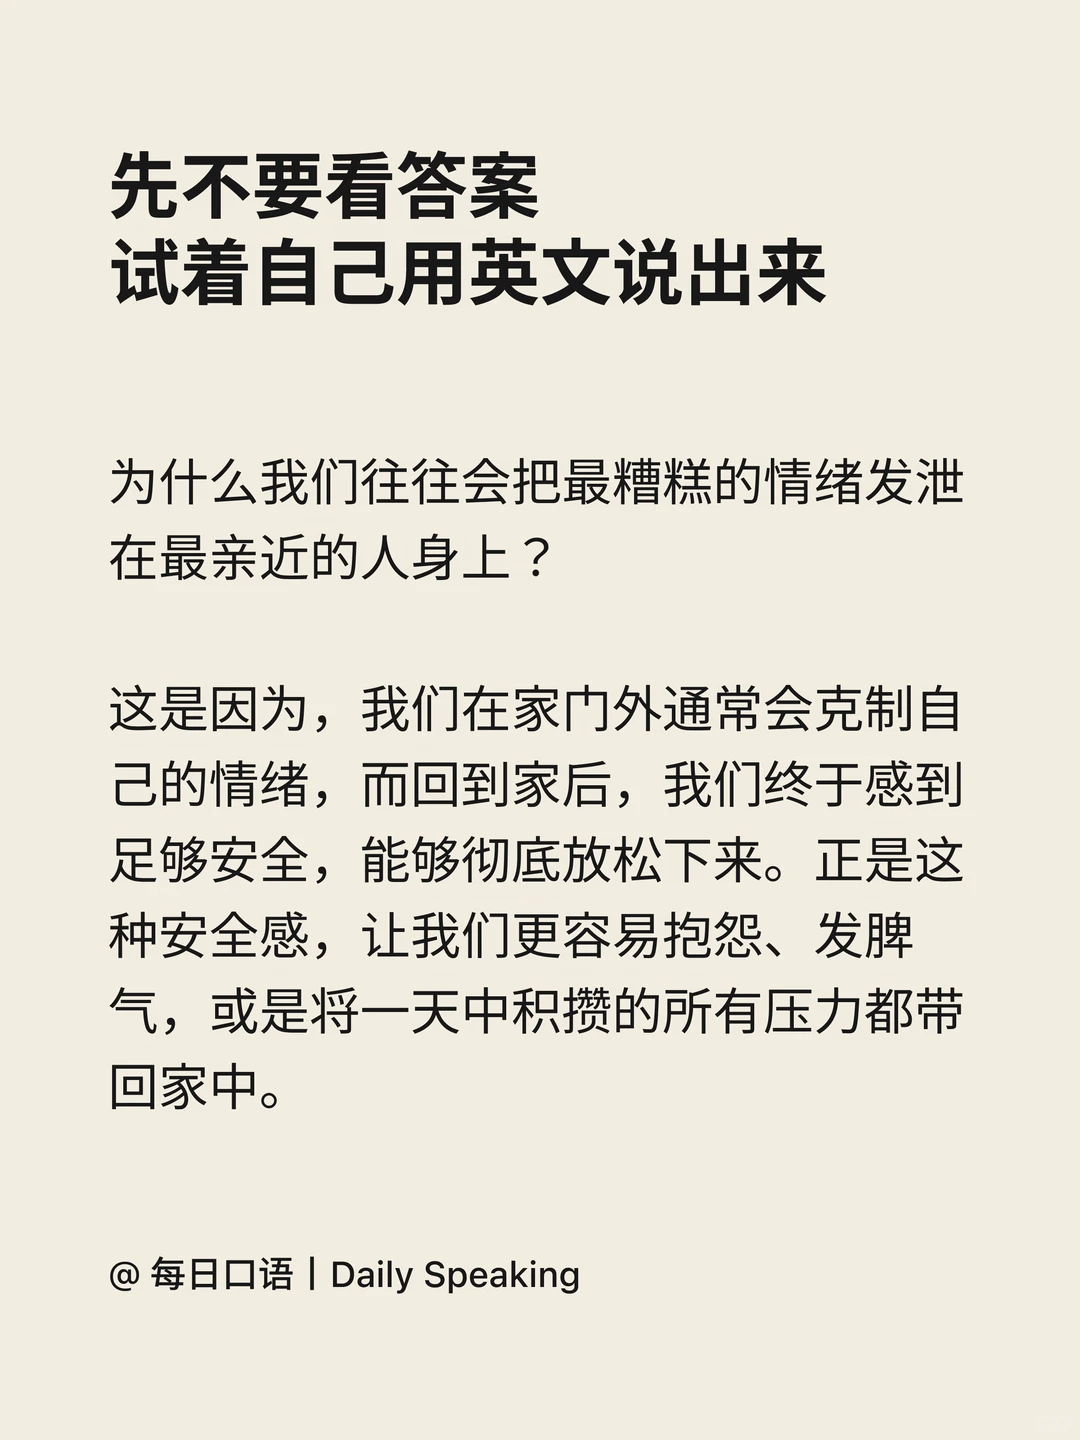 先不要看答案
试着自己用英文说出来
为什么我们往往会把最糟糕的情绪发泄
在最亲近的人身上？
这是因为，我们在家门外通常会克制自
己的情绪，而回到家后，我们终于感到
足够安全，能够彻底放松下来。正是这
种安全感，让我们更容易抱怨、发脾
气，或是将一天中积攒的所有压力都带
回家中。
@ 每日口语 | Daily Speaking